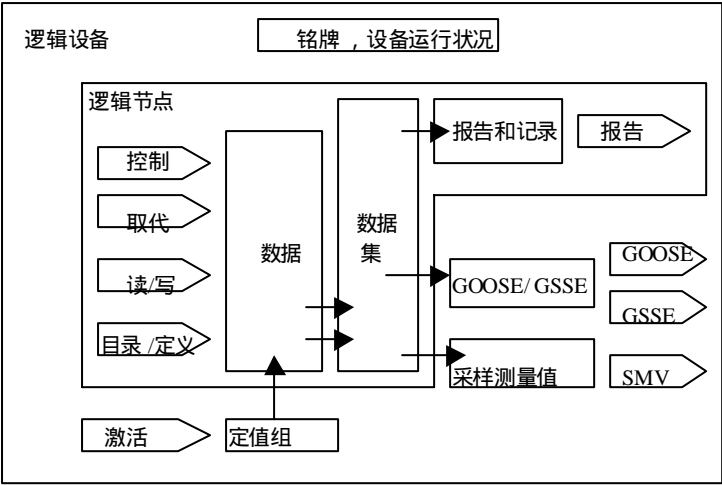 逻辑设备
铭牌，设备运行状况
逻辑节点
报告和记录
报告
控制
取代
数据
数据
集
读/写
GOOSE/ GSSE
GOOSE
GSSE
目录 /定义
采样测量值
SMV
激活
定值组